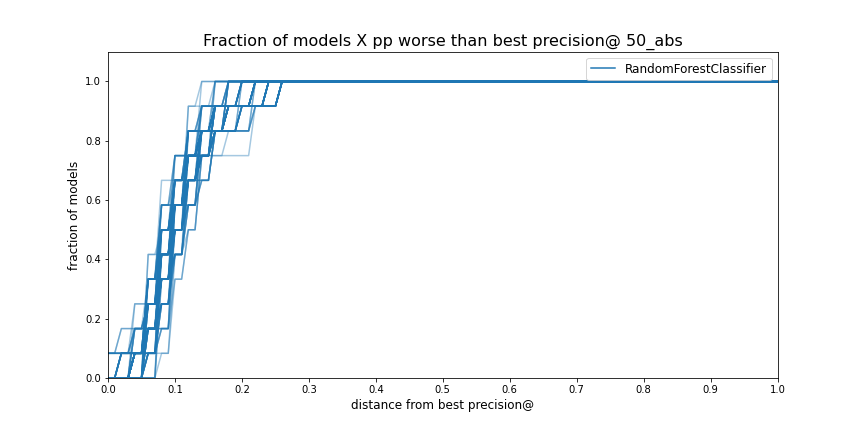 Fraction of models X pp worse than best precision@ 50_abs
RandomForestClassifier
fraction of models
1.0
0.8
0.6
0.4
0.2
0.0
0.0 0.1 0.2 0.3 0.4 0.5 0.6 0.7 0.8 0.9 1.0
distance from best precision@